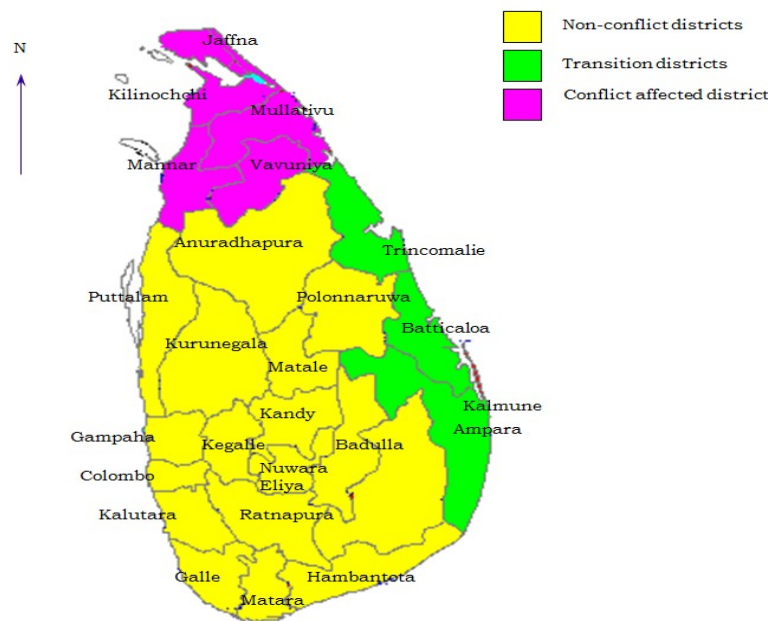 Non-conflict districts
Transition districts
Conflict affected district
N
Jaffna
Kilinochchi
Mullativu
Mannar
Vavuniya
Anuradhapura
Trincomalie
Puttalam
Polonnaruwa
Batticaloa
Kurunegala
Matale
Kandy
Kalmune
Gampaha
Kegalle
Badulla
Ampara
Colombo
Nuwara
Eliya
Kalutara
Ratnapura
Galle
Hambantota
Matara